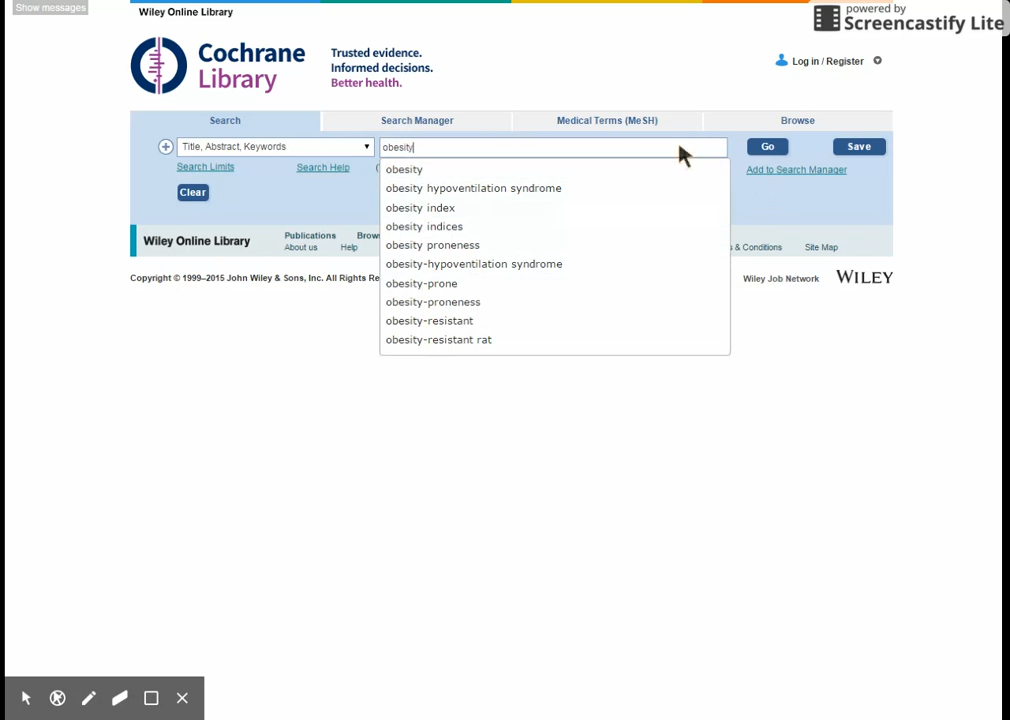 Show messages
Wiley Online Library
powered by
Screencastify Lite
Cochrane
Library
Trusted evidence.
Informed decisions.
Better health.
Log in / Register
Search
Search Manager
Medical Terms (MeSH)
Browse
Title, Abstract, Keywords
obesity
Go
Save
Search Limits
Search Help
(
Add to Search Manager
Clear
obesity
obesity hypoventilation syndrome
obesity index
obesity indices
obesity proneness
obesity-hypoventilation syndrome
obesity-prone
obesity-proneness
obesity-resistant
obesity-resistant rat
Wiley Online Library
Publications
Brows
About us
Help
s & Conditions
Site Map
Copyright © 1999–2015 John Wiley & Sons, Inc. All Rights Re
Wiley Job Network
WILEY